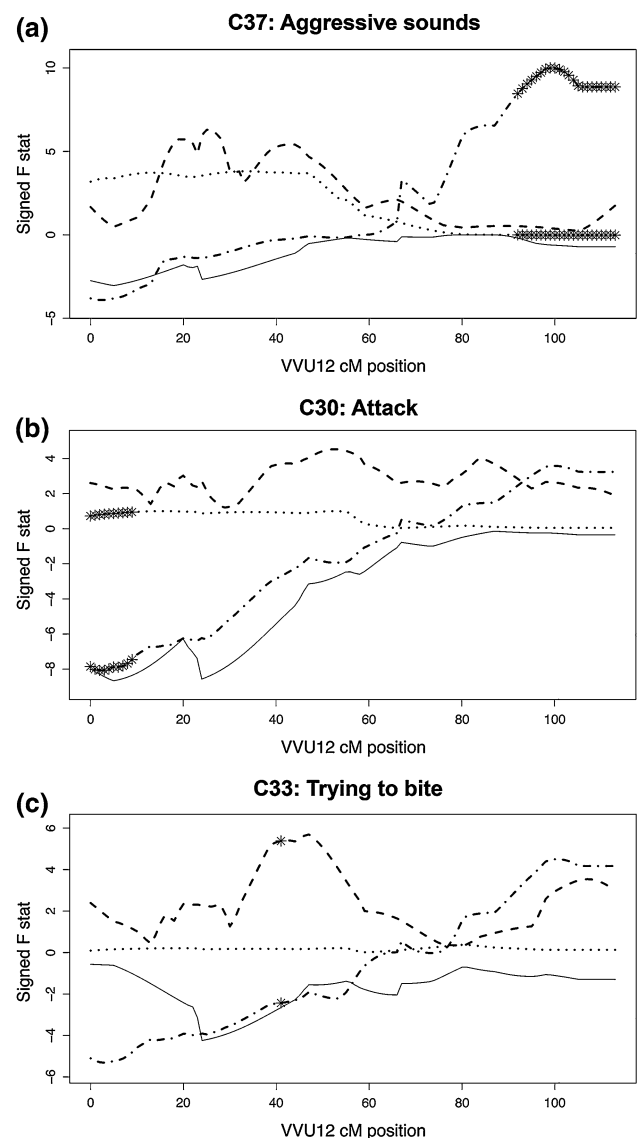 (a)
C37: Aggressive sounds
Signed F stat
10
5
0
−5
0 20 40 60 80 100
VVU12 cM position
(b)
C30: Attack
Signed F stat
4
2
0
−2
−4
−6
−8
0 20 40 60 80 100
VVU12 cM position
(c)
C33: Trying to bite
Signed F stat
6
4
2
0
−2
−4
−6
0 20 40 60 80 100
VVU12 cM position